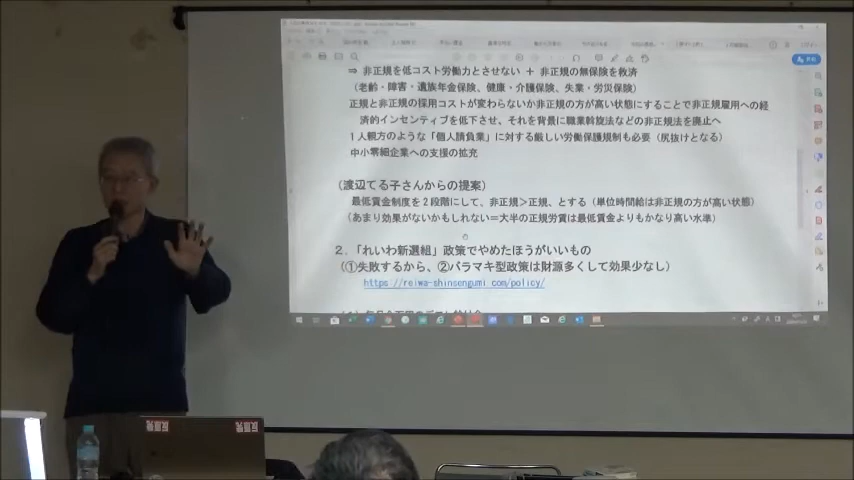 ⇒ 非正規を低コスト労働力とさせない + 非正規の無保険を救済
(老齢・障害・遺族年金保険、健康・介護保険、失業・労災保険)
正規と非正規の採用コストが変わらないか非正規の方が高い状態にすることで非正規雇用への経
済的インセンティブを低下させ、それを背景に職業斡旋法などの非正規法を廃止へ
1人親方のような「個人請負業」に対する厳しい労働保護規制も必要(尻抜けとなる)
中小零細企業への支援の拡充
(渡辺てる子さんからの提案)
最低賃金制度を2段階にして、非正規>正規、とする(単位時間給は非正規の方が高い状態)
(あまり効果がないかもしれない=大半の正規労賃は最低賃金よりもかなり高い水準)
2.「れいわ新選組」政策でやめたほうがいいもの
(①失敗するから、②バラマキ型政策は財源多くして効果少なし)
https://reiwa-shinsengumi.com/policy/
反原発
反原発